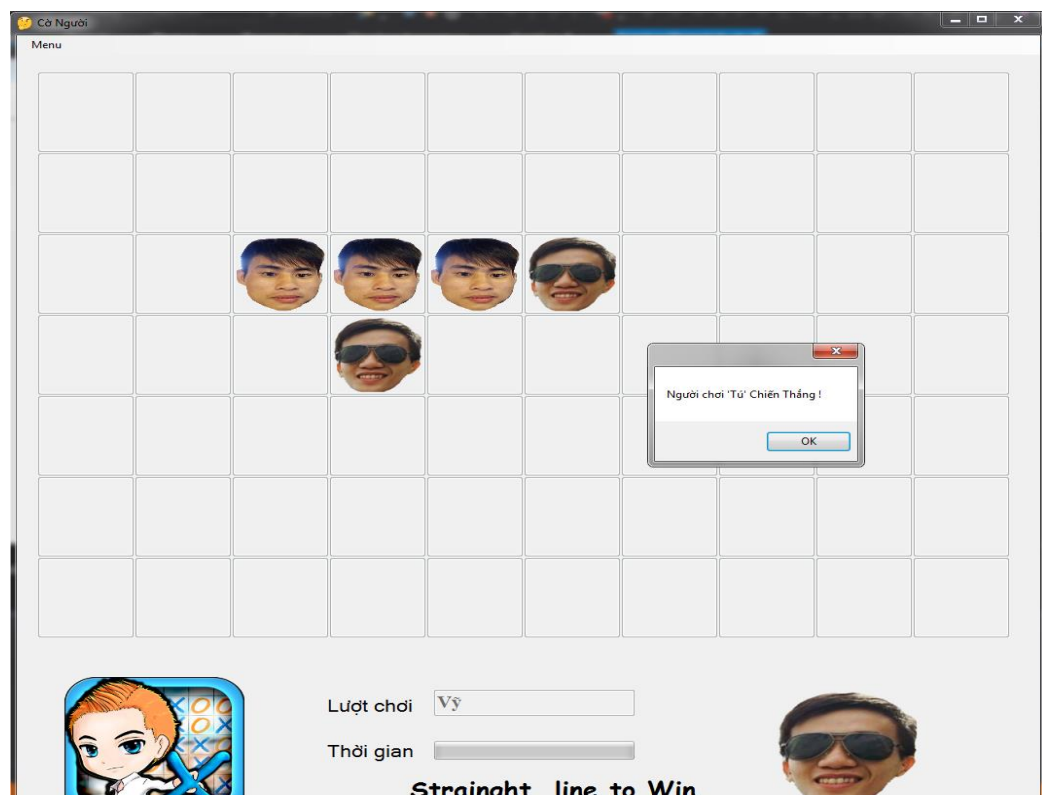 Cờ Người
Menu
Người chơi 'Tú' Chiến Thắng !
OK
Lượt chơi Vỹ
Thời gian
Strainght line to Win